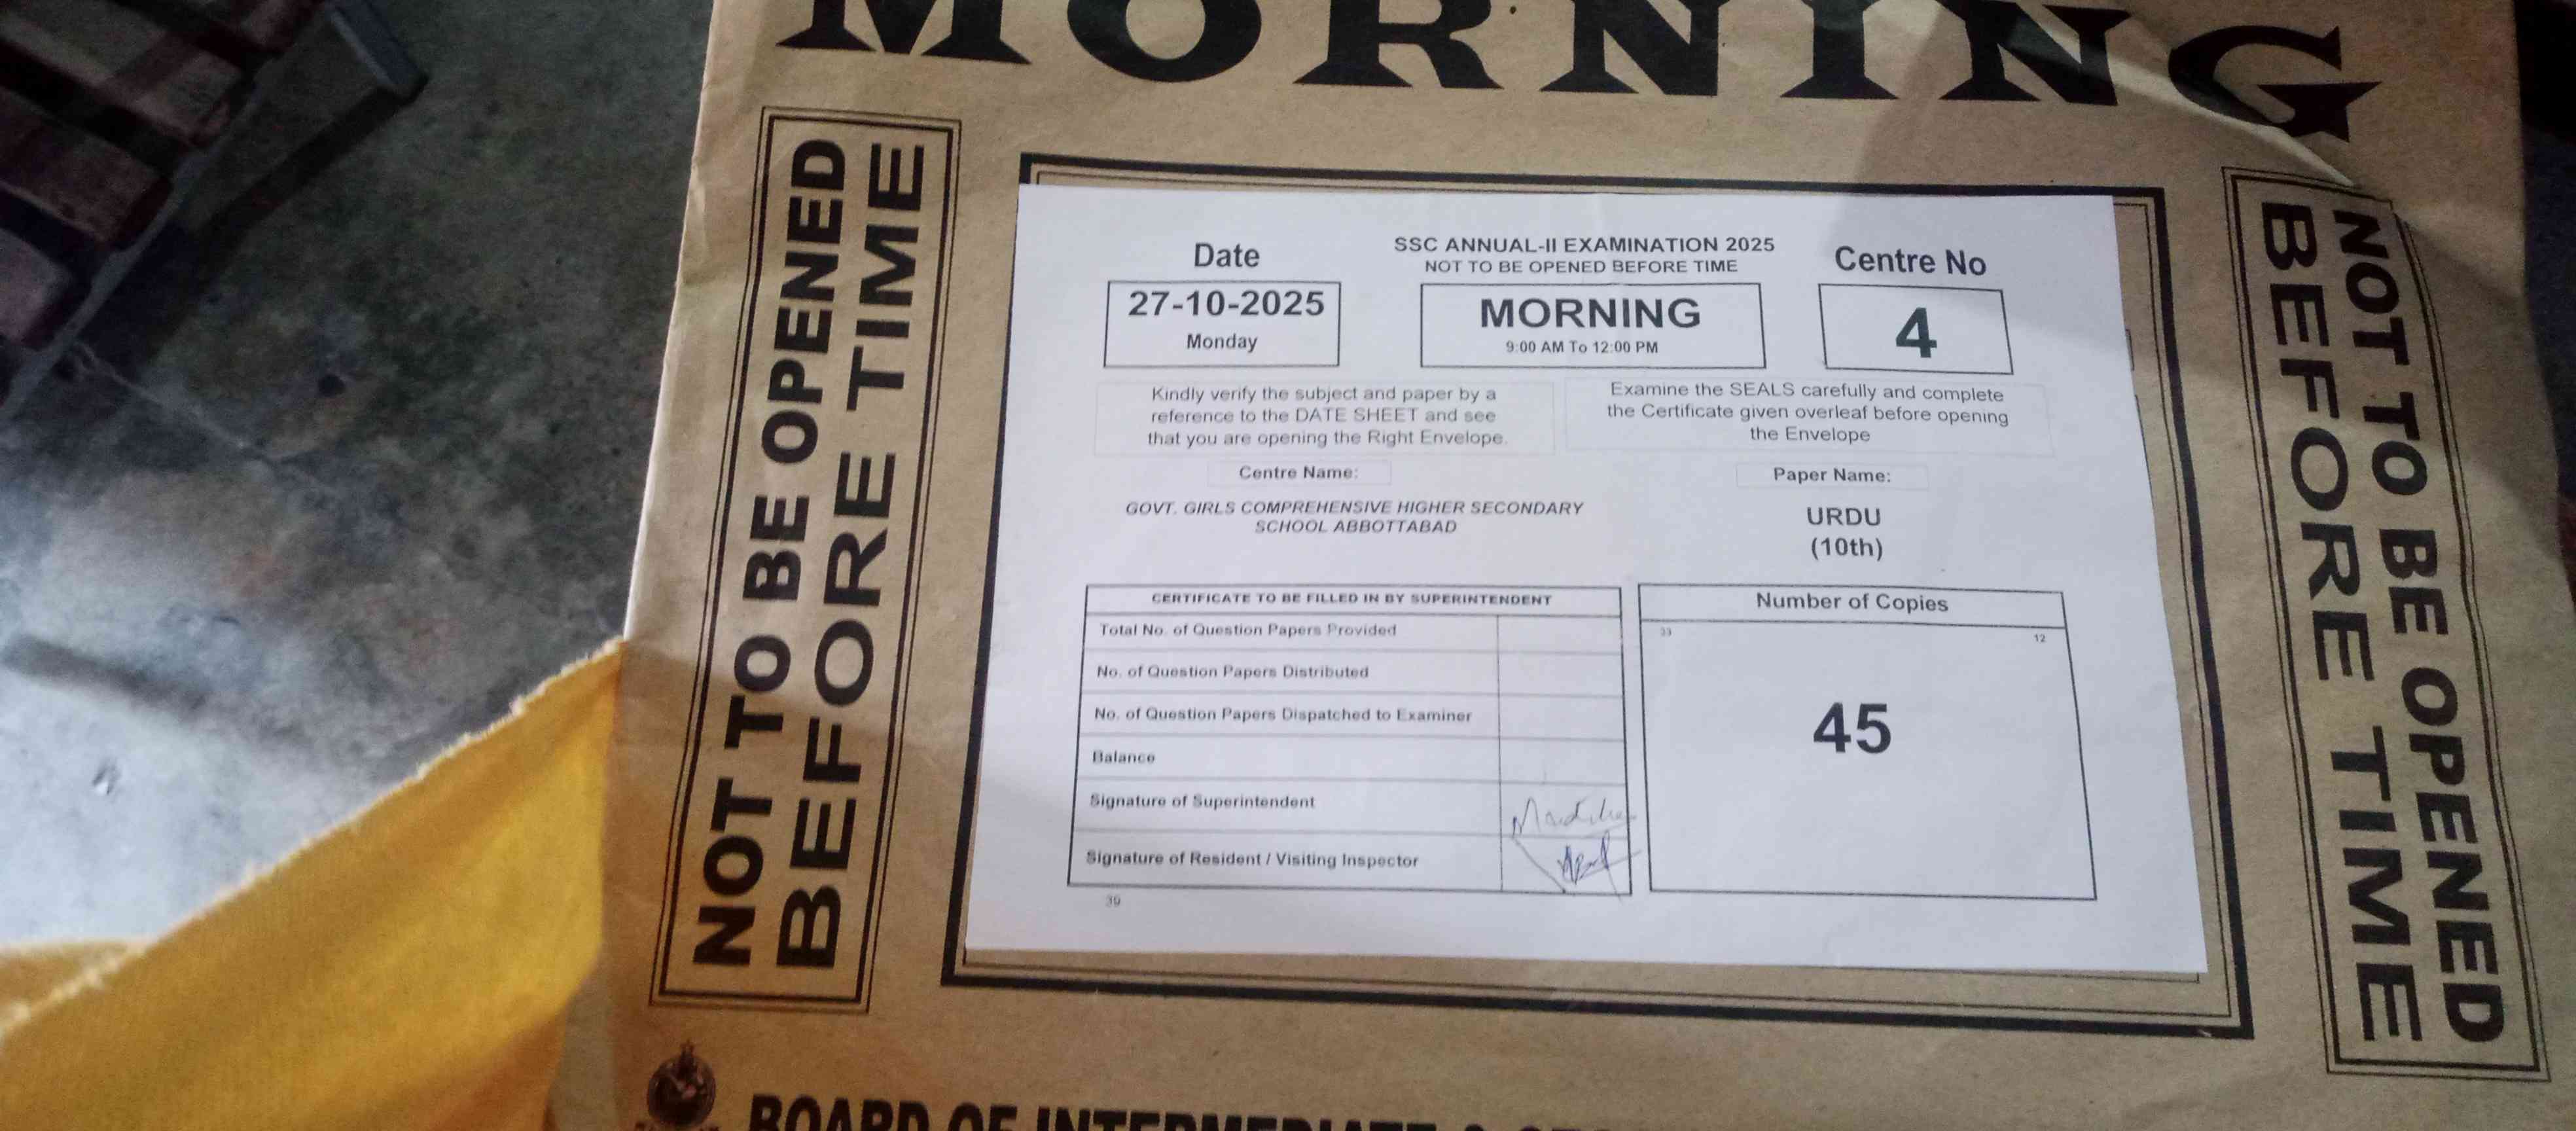 MORNING
NOT TO BE OPENED
BEFORE TIME
Date
27-10-2025
Monday
SSC ANNUAL-II EXAMINATION 2025
NOT TO BE OPENED BEFORE TIME
MORNING
9:00 AM To 12:00 PM
Centre No
4
Kindly verify the subject and paper by a
reference to the DATE SHEET and see
that you are opening the Right Envelope.
Examine the SEALS carefully and complete
the Certificate given overleaf before opening
the Envelope
Centre Name:
GOVT. GIRLS COMPREHENSIVE HIGHER SECONDARY
SCHOOL ABBOTTABAD
Paper Name:
URDU
(10th)
CERTIFICATE TO BE FILLED IN BY SUPERINTENDENT
Total No. of Question Papers Provided
No. of Question Papers Distributed
No. of Question Papers Dispatched to Examiner
Balance
Signature of Superintendent
Signature of Resident / Visiting Inspector
39
Number of Copies
33 12
45
NOT TO BE OPENED
BEFORE TIME
BOARD OF INTERMEDIATE &